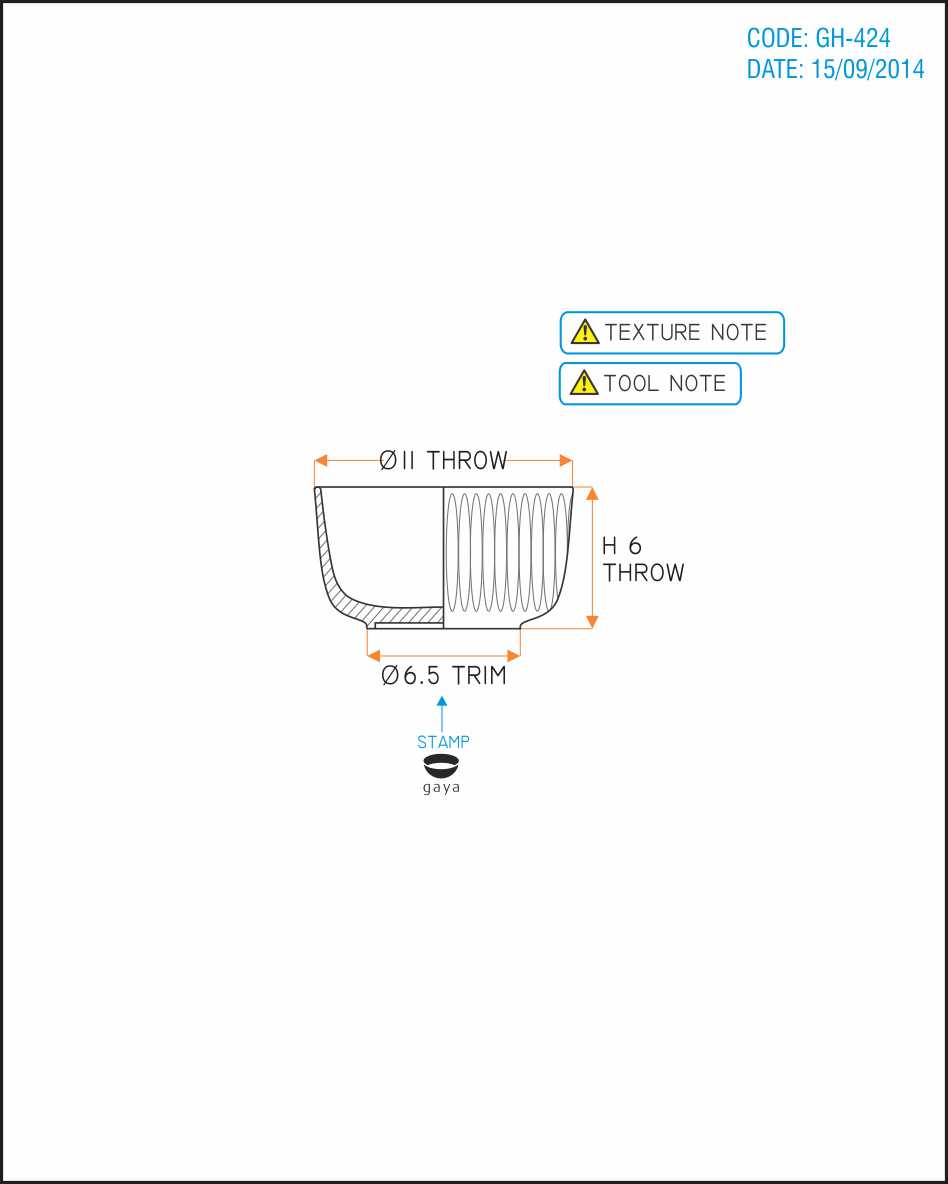 CODE: GH-424
DATE: 15/09/2014
TEXTURE NOTE
TOOL NOTE
Ø11 THROW
H 6
THROW
Ø6.5 TRIM
STAMP
gaya